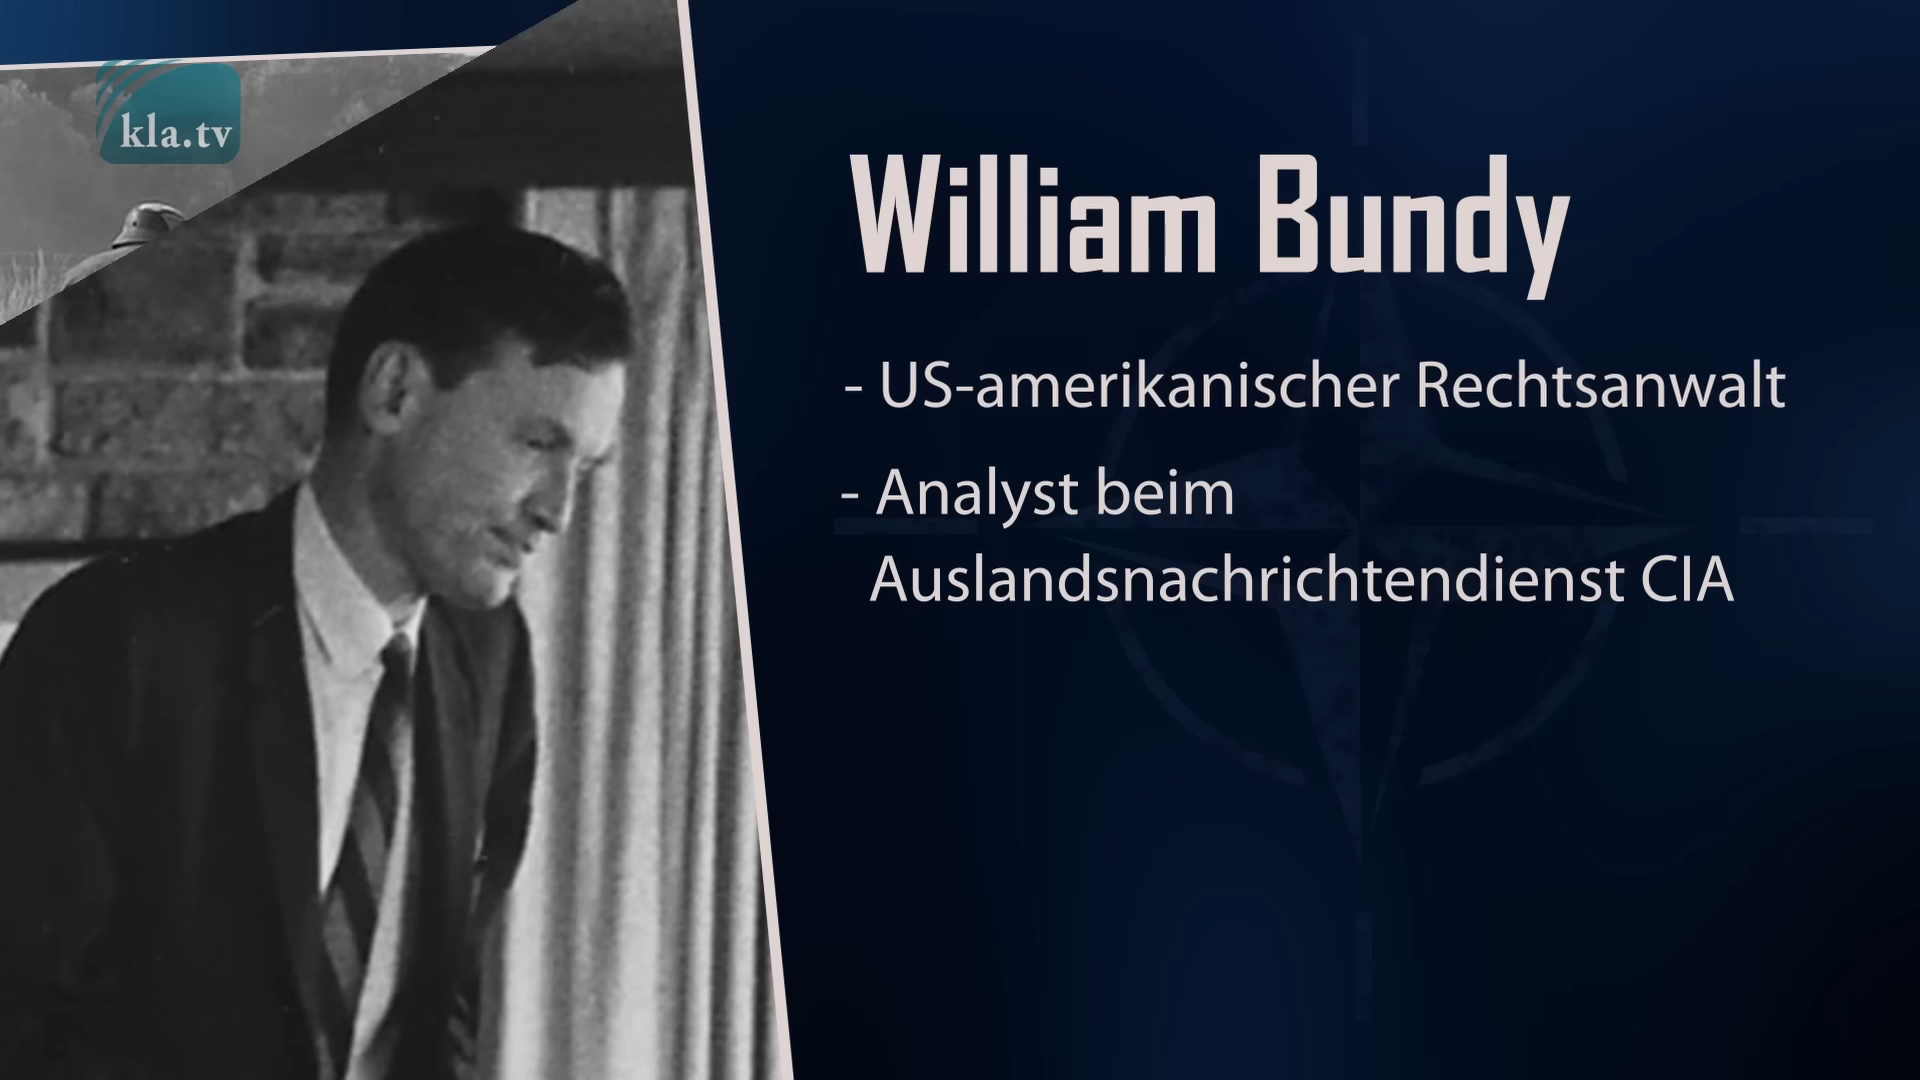 kla.tv
William Bundy
- US-amerikanischer Rechtsanwalt
- Analyst beim
Auslandsnachrichtendienst CIA